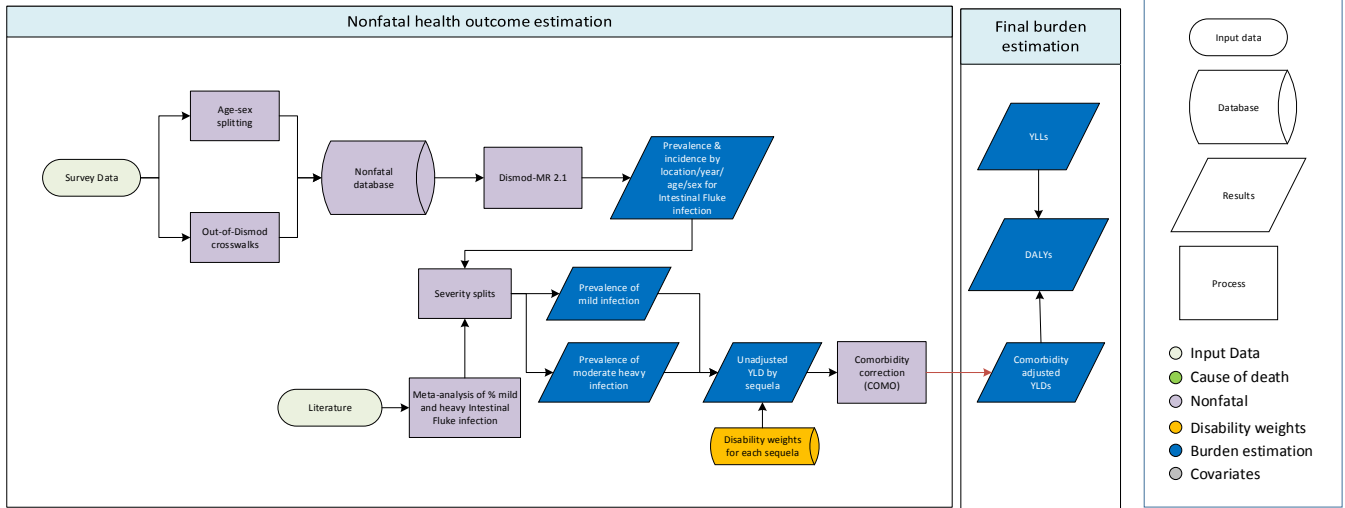 Nonfatal health outcome estimation
Age-sex
splitting
Survey Data
Out-of-Dismod
crosswalks
Nonfatal
database
Dismod-MR 2.1
Prevalence &
incidence by
location/year/
age/sex for
Intestinal Fluke
infection
Severity splits
Prevalence of
mild infection
Prevalence of
moderate heavy
infection
Literature
Meta-analysis of % mild
and heavy Intestinal
Fluke infection
Unadjusted
YLD by
sequela
Disability weights
for each sequela
Comorbidity
correction
(COMO)
Final burden
estimation
YLLs
DALYs
Comorbidity
adjusted
YLDs
Input data
Database
Results
Process
Input Data
Cause of death
Nonfatal
Disability weights
Burden estimation
Covariates